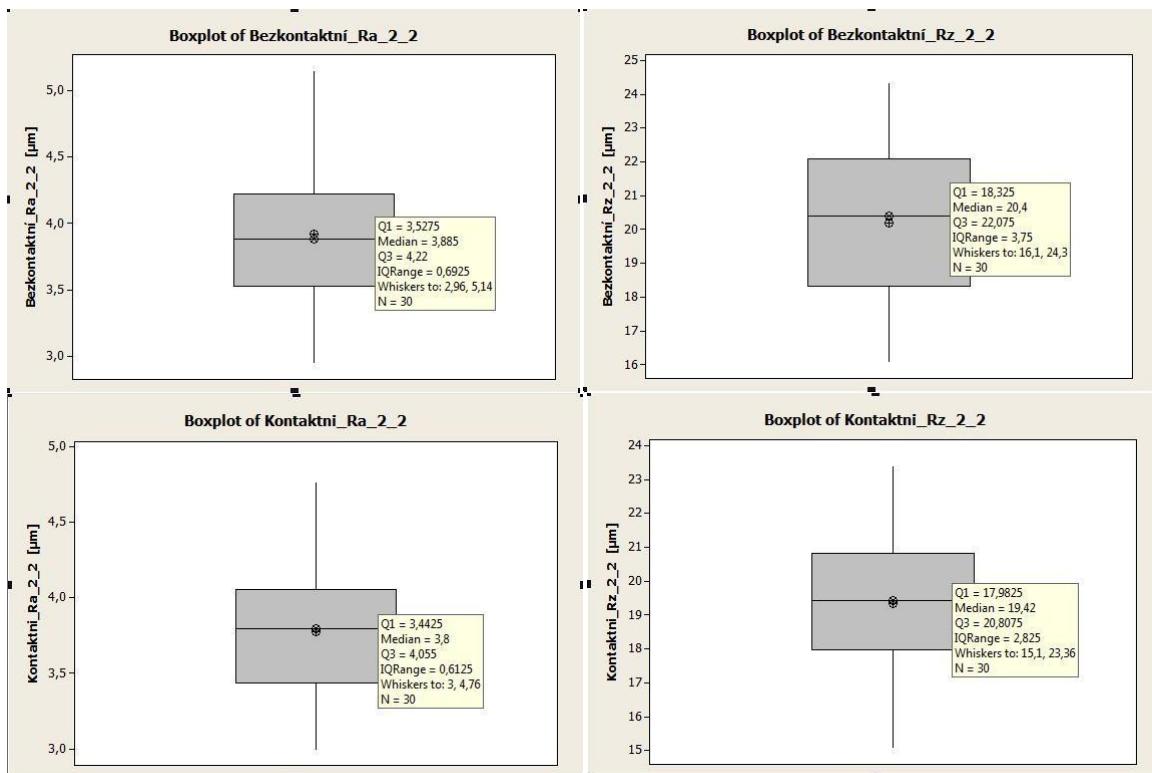 Boxplot of Bezkontaktní_Ra_2_2
Bezkontaktní_Ra_2_2 [µm]
5,0
4,5
4,0
3,5
3,0
Q1 = 3,5275
Median = 3,885
Q3 = 4,22
IQRange = 0,6925
Whiskers to: 2,96, 5,14
N = 30
Boxplot of Bezkontaktní_Rz_2_2
Bezkontaktní_Rz_2_2 [µm]
25
24
23
22
21
20
19
18
17
16
Q1 = 18,325
Median = 20,4
Q3 = 22,075
IQRange = 3,75
Whiskers to: 16,1, 24,3
N = 30
Boxplot of Kontaktni_Ra_2_2
Kontaktni_Ra_2_2 [µm]
5,0
4,5
4,0
3,5
3,0
Q1 = 3,4425
Median = 3,8
Q3 = 4,055
IQRange = 0,6125
Whiskers to: 3, 4,76
N = 30
Boxplot of Kontaktni_Rz_2_2
Kontaktni_Rz_2_2 [µm]
24
23
22
21
20
19
18
17
16
15
Q1 = 17,9825
Median = 19,42
Q3 = 20,8075
IQRange = 2,825
Whiskers to: 15,1, 23,36
N = 30